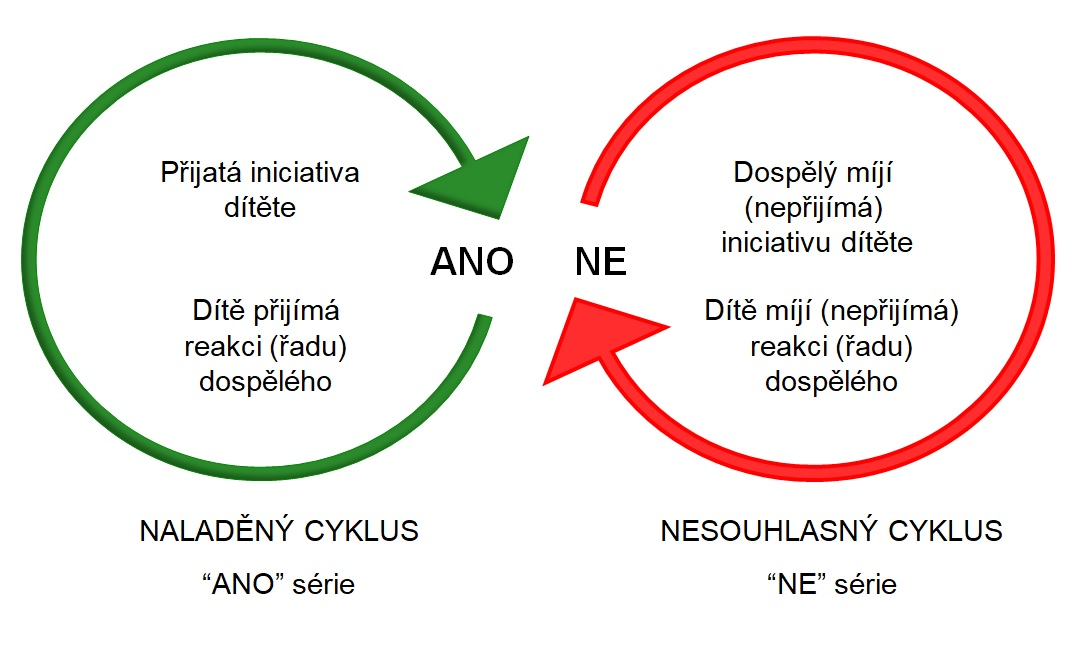 Přijatá iniciativa
dítěte
Dítě přijímá
reakci (řadu)
dospělého
ANO
NE
Dospělý míjí
(nepřijímá)
iniciativu dítěte
Dítě míjí (nepřijímá)
reakci (řadu)
dospělého
NALADĚNÝ CYKLUS
“ANO” série
NESOUHLASNÝ CYKLUS
“NE” série